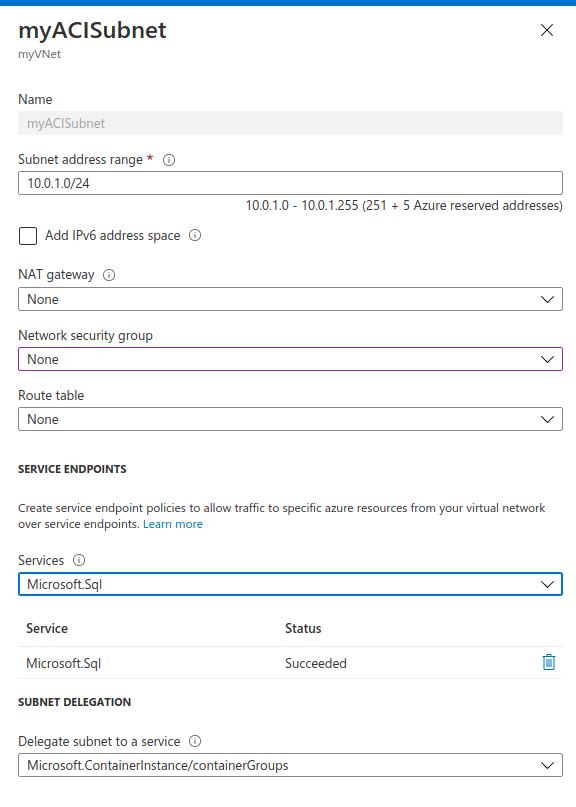 myACISubnet
myVNet
Name
myACISubnet
Subnet address range *
10.0.1.0/24
10.0.1.0 - 10.0.1.255 (251 + 5 Azure reserved addresses)
Add IPv6 address space
NAT gateway
None
Network security group
None
Route table
None
SERVICE ENDPOINTS
Create service endpoint policies to allow traffic to specific azure resources from your virtual network
over service endpoints. Learn more
Services
Microsoft.Sql
Service Status
Microsoft.Sql Succeeded
SUBNET DELEGATION
Delegate subnet to a service
Microsoft.ContainerInstance/containerGroups